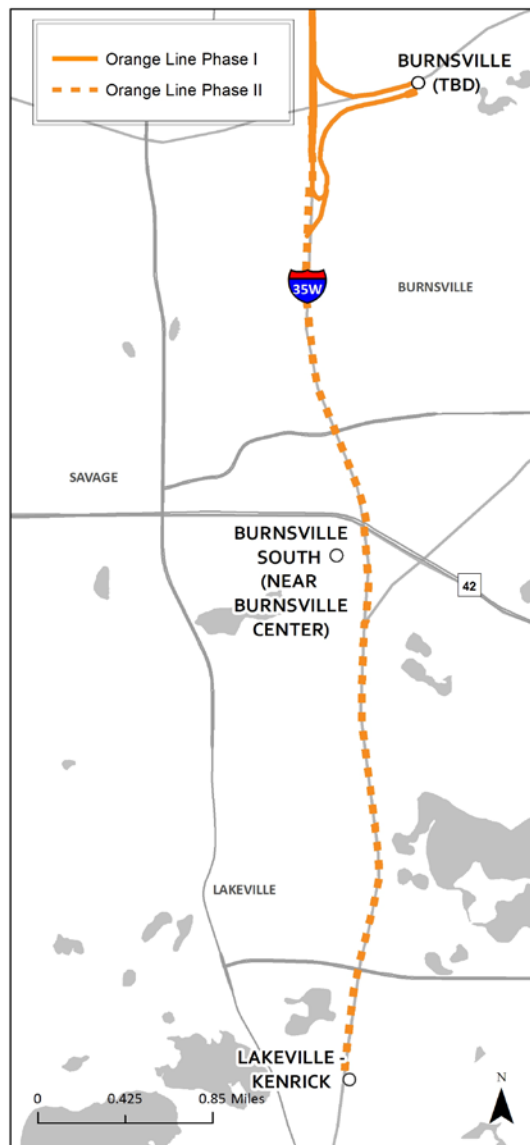 Orange Line Phase I
Orange Line Phase II
BURNSVILLE
(TBD)
35W
BURNSVILLE
SAVAGE
BURNSVILLE
SOUTH
(NEAR
BURNSVILLE
CENTER)
42
LAKEVILLE
LAKEVILLE -
KENRICK
0 0.425 0.85 Miles
N